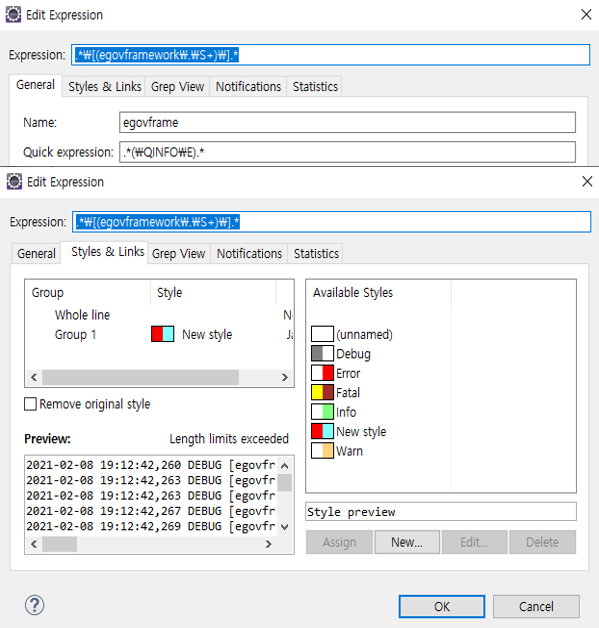 Edit Expression
Expression: .*₩[(egovframework₩.₩S+)₩].*
General Styles & Links Grep View Notifications Statistics
Name: egovframe
Quick expression: .*(₩QINFO₩E).*
Edit Expression
Expression: .*₩[(egovframework₩.₩S+)₩].*
General Styles & Links Grep View Notifications Statistics
Group Style
Whole line
Group 1 New style
Remove original style
Preview: Length limits exceeded
2021-02-08 19:12:42,260 DEBUG [egovfr
2021-02-08 19:12:42,263 DEBUG [egovfr
2021-02-08 19:12:42,263 DEBUG [egovfr
2021-02-08 19:12:42,267 DEBUG [egovfr
2021-02-08 19:12:42,269 DEBUG [egovfr
Available Styles
(unnamed)
Debug
Error
Fatal
Info
New style
Warn
Style preview
Assign New... Edit... Delete
? OK Cancel